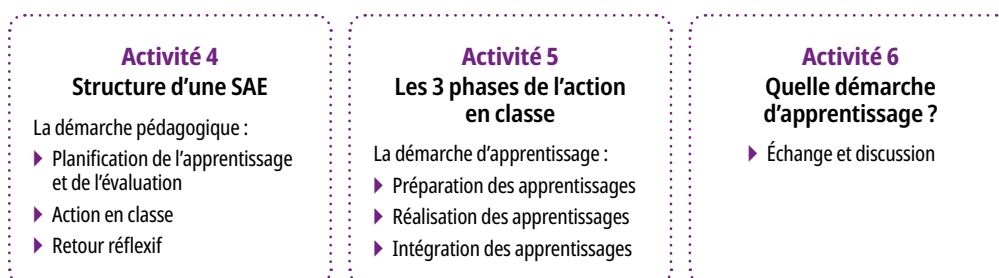 Activité 4
Structure d’une SAE
La démarche pédagogique :
Planification de l’apprentissage
et de l’évaluation
Action en classe
Retour réflexif
Activité 5
Les 3 phases de l’action
en classe
La démarche d’apprentissage :
Préparation des apprentissages
Réalisation des apprentissages
Intégration des apprentissages
Activité 6
Quelle démarche
d’apprentissage ?
Échange et discussion